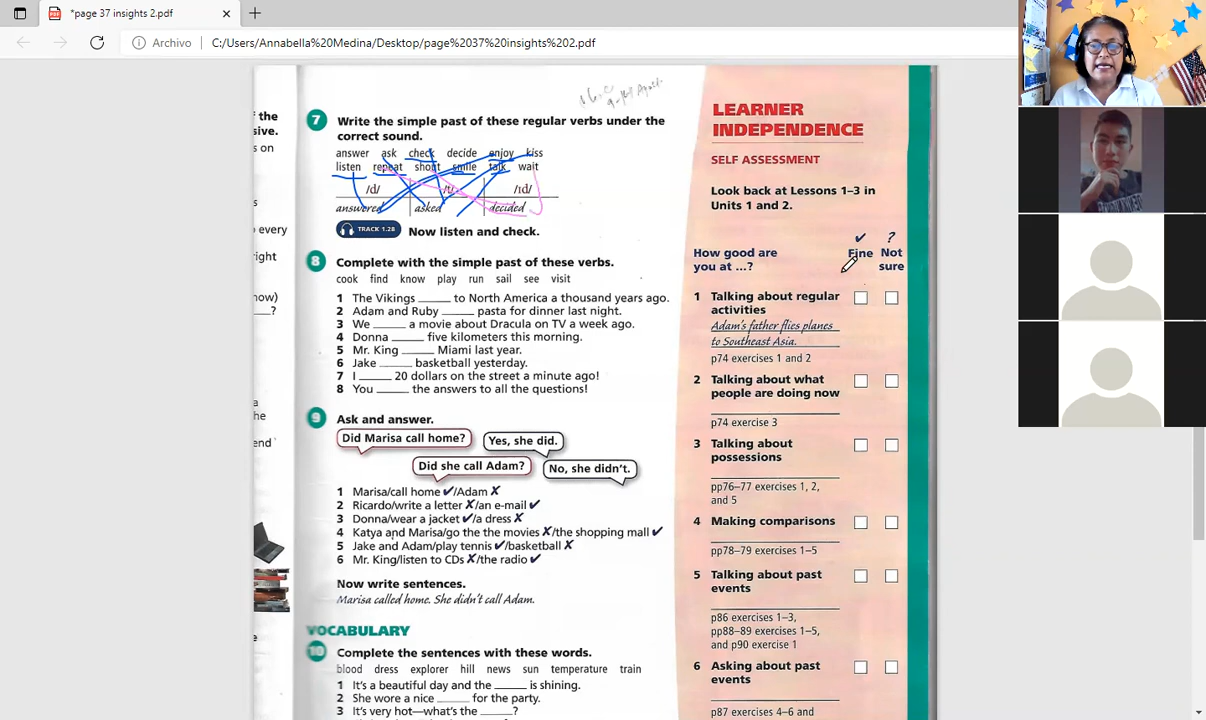 *page 37 insights 2.pdf
Archivo
C:/Users/Annabella%20Medina/Desktop/page%2037%20insights%202.pdf
f the
sive.
s on
s
o every
right
now)
?
a
he
end
7 Write the simple past of these regular verbs under the
correct sound.
answer ask check decide enjoy kiss
listen repeat shout smile talk wait
/d/ /t/ /ɪd/
answered asked decided
TRACK 1.28 Now listen and check.
8 Complete with the simple past of these verbs.
cook find know play run sail see visit
1 The Vikings ______ to North America a thousand years ago.
2 Adam and Ruby ______ pasta for dinner last night.
3 We ______ a movie about Dracula on TV a week ago.
4 Donna ______ five kilometers this morning.
5 Mr. King ______ Miami last year.
6 Jake ______ basketball yesterday.
7 I ______ 20 dollars on the street a minute ago!
8 You ______ the answers to all the questions!
9 Ask and answer.
Did Marisa call home?
Yes, she did.
Did she call Adam?
No, she didn't.
1 Marisa/call home ✔/Adam ✘
2 Ricardo/write a letter ✘/an e-mail ✔
3 Donna/wear a jacket ✔/a dress ✘
4 Katya and Marisa/go the the movies ✘/the shopping mall ✔
5 Jake and Adam/play tennis ✔/basketball ✘
6 Mr. King/listen to CDs ✘/the radio ✔
Now write sentences.
Marisa called home. She didn't call Adam.
VOCABULARY
10 Complete the sentences with these words.
blood dress explorer hill news sun temperature train
1 It's a beautiful day and the ______ is shining.
2 She wore a nice ______ for the party.
3 It's very hot—what's the ______?
LEARNER
INDEPENDENCE
SELF ASSESSMENT
Look back at Lessons 1–3 in
Units 1 and 2.
✔ ?
How good are Fine Not
you at ...? sure
1 Talking about regular
activities
Adam's father flies planes
to Southeast Asia.
p74 exercises 1 and 2
2 Talking about what
people are doing now
p74 exercise 3
3 Talking about
possessions
pp76–77 exercises 1, 2,
and 5
4 Making comparisons
pp78–79 exercises 1–5
5 Talking about past
events
p86 exercises 1–3,
pp88–89 exercises 1–5,
and p90 exercise 1
6 Asking about past
events
p87 exercises 4–6 and